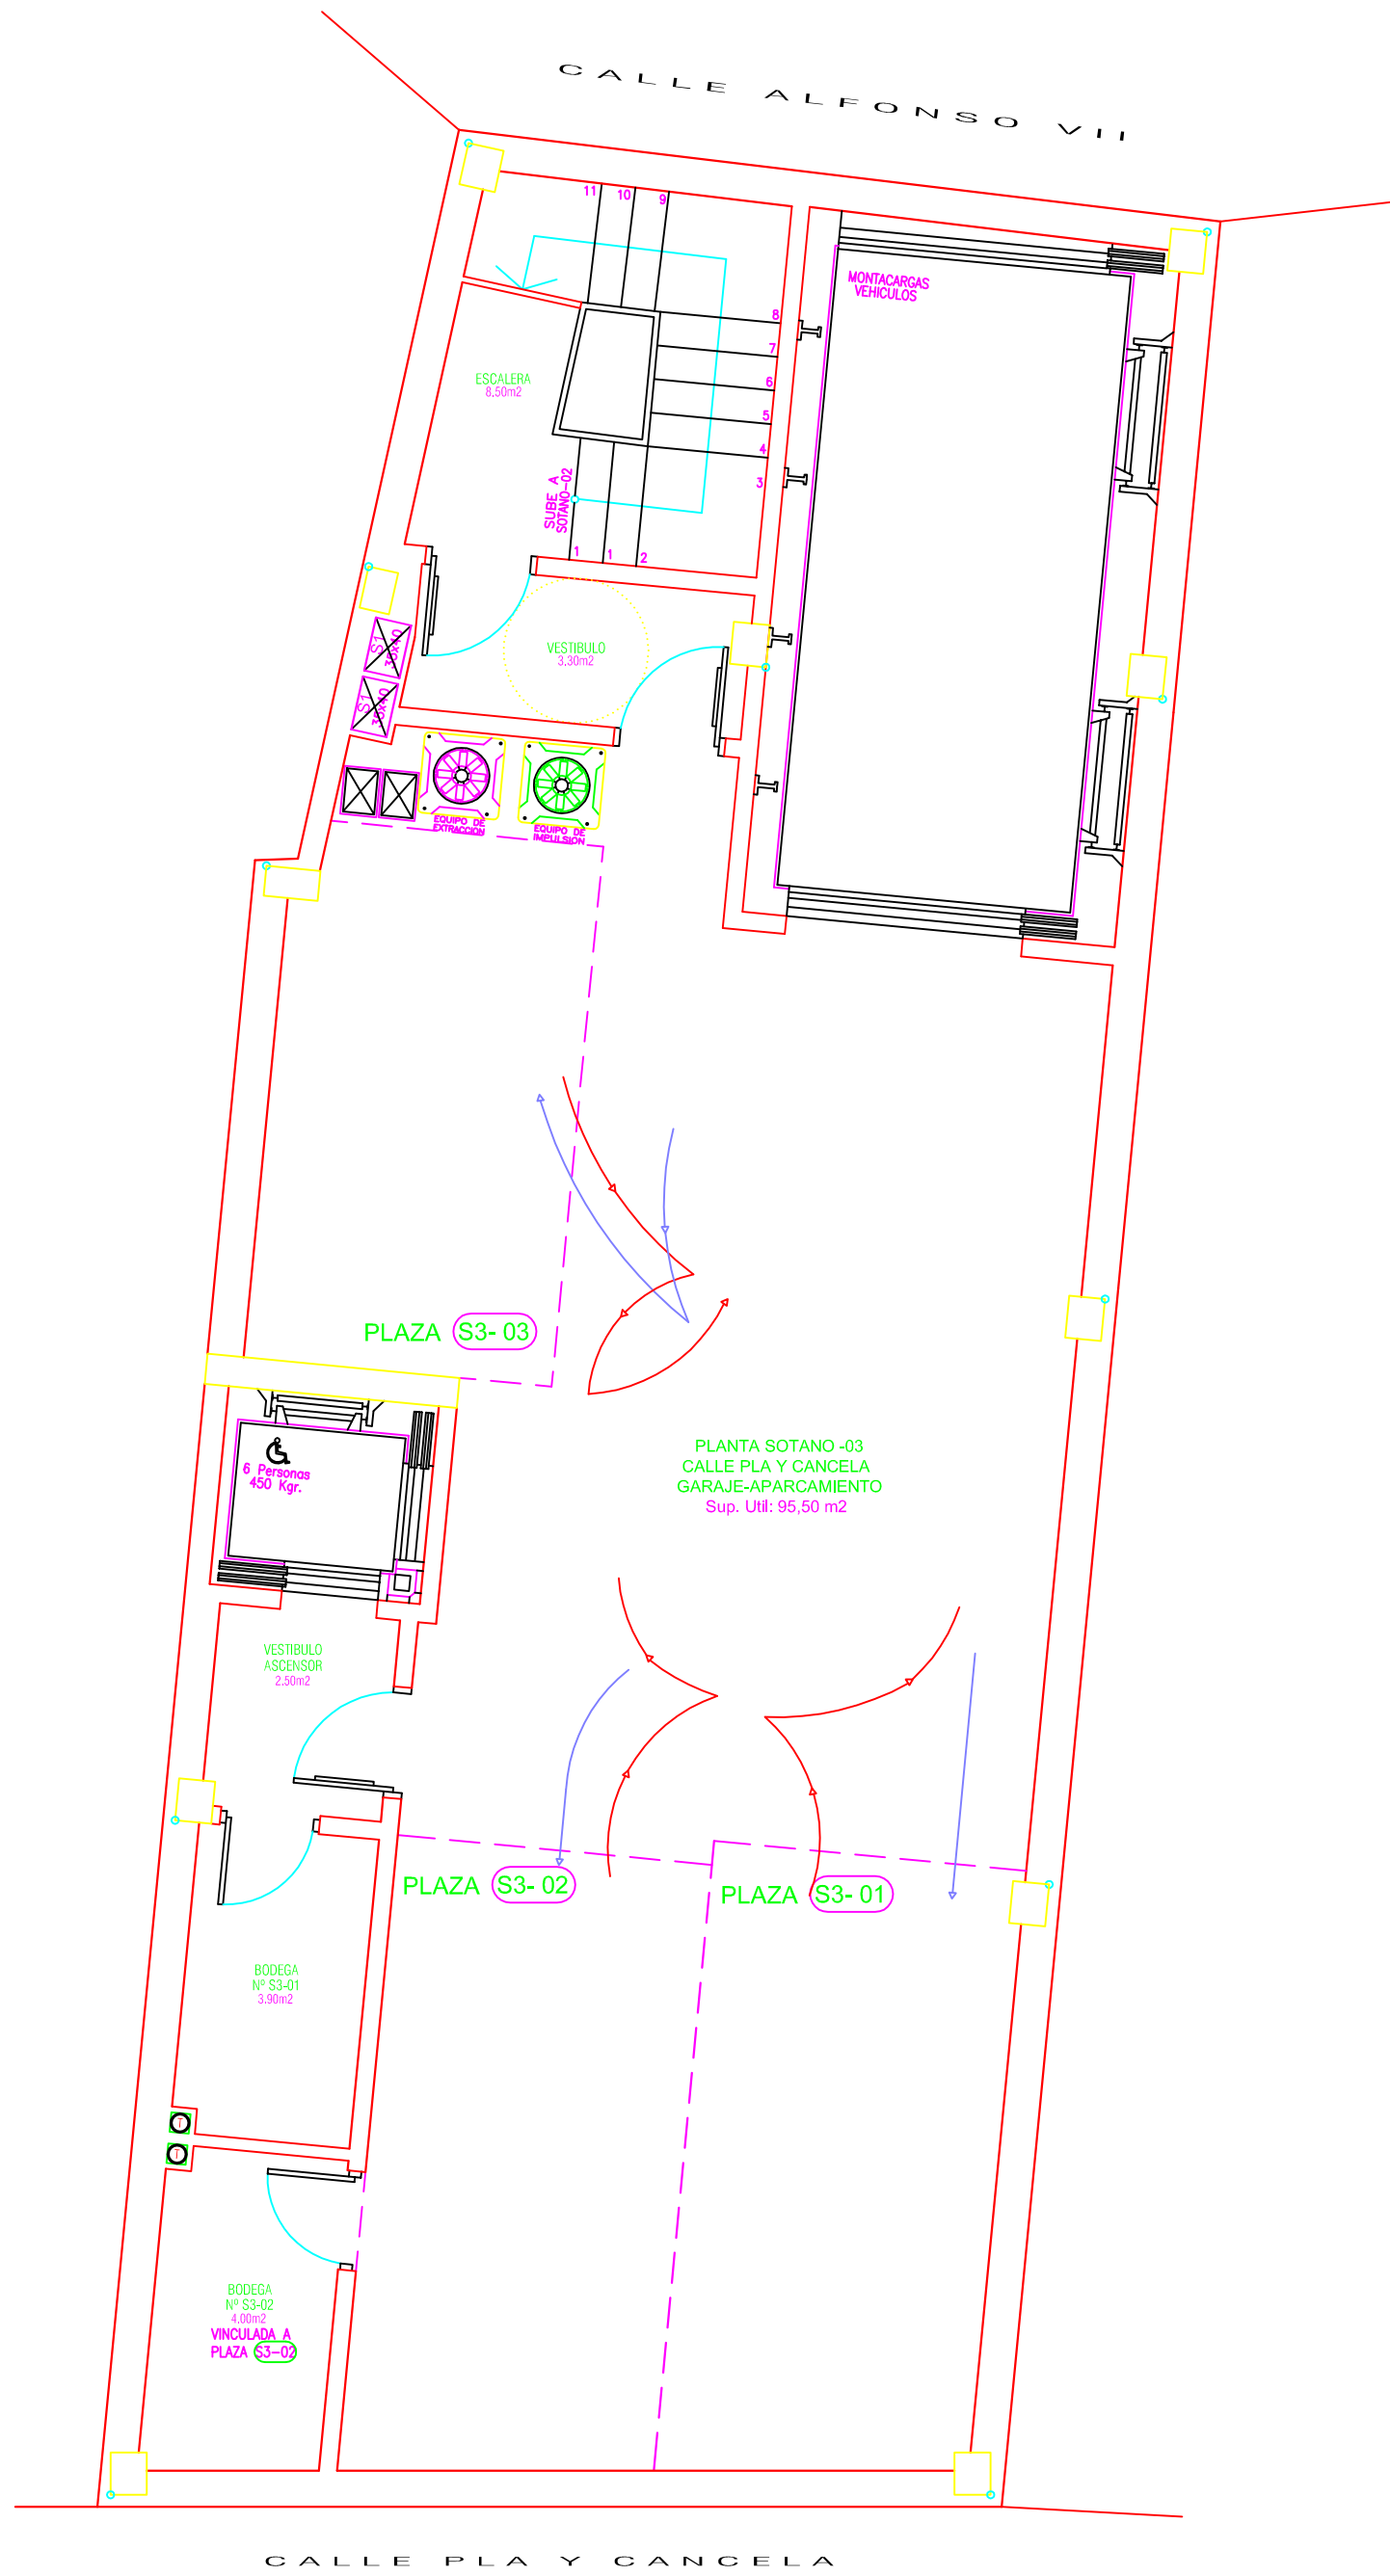 CALLE ALFONSO VII
11
10
9
MONTACARGAS
VEHICULOS
8
7
6
5
4
3
ESCALERA
8,50m2
SUBE A
SOTANO-02
1
1
2
VESTIBULO
3,30m2
S1
35x40
S1
35x40
EQUIPO DE
EXTRACCION
EQUIPO DE
IMPULSION
PLAZA S3- 03
6 Personas
450 Kgr.
PLANTA SOTANO -03
CALLE PLA Y CANCELA
GARAJE-APARCAMIENTO
Sup. Util: 95,50 m2
VESTIBULO
ASCENSOR
2.50m2
PLAZA S3- 02
PLAZA S3- 01
BODEGA
Nº S3-01
3.90m2
T
T
BODEGA
Nº S3-02
4,00m2
VINCULADA A
PLAZA S3-02
CALLE PLA Y CANCELA